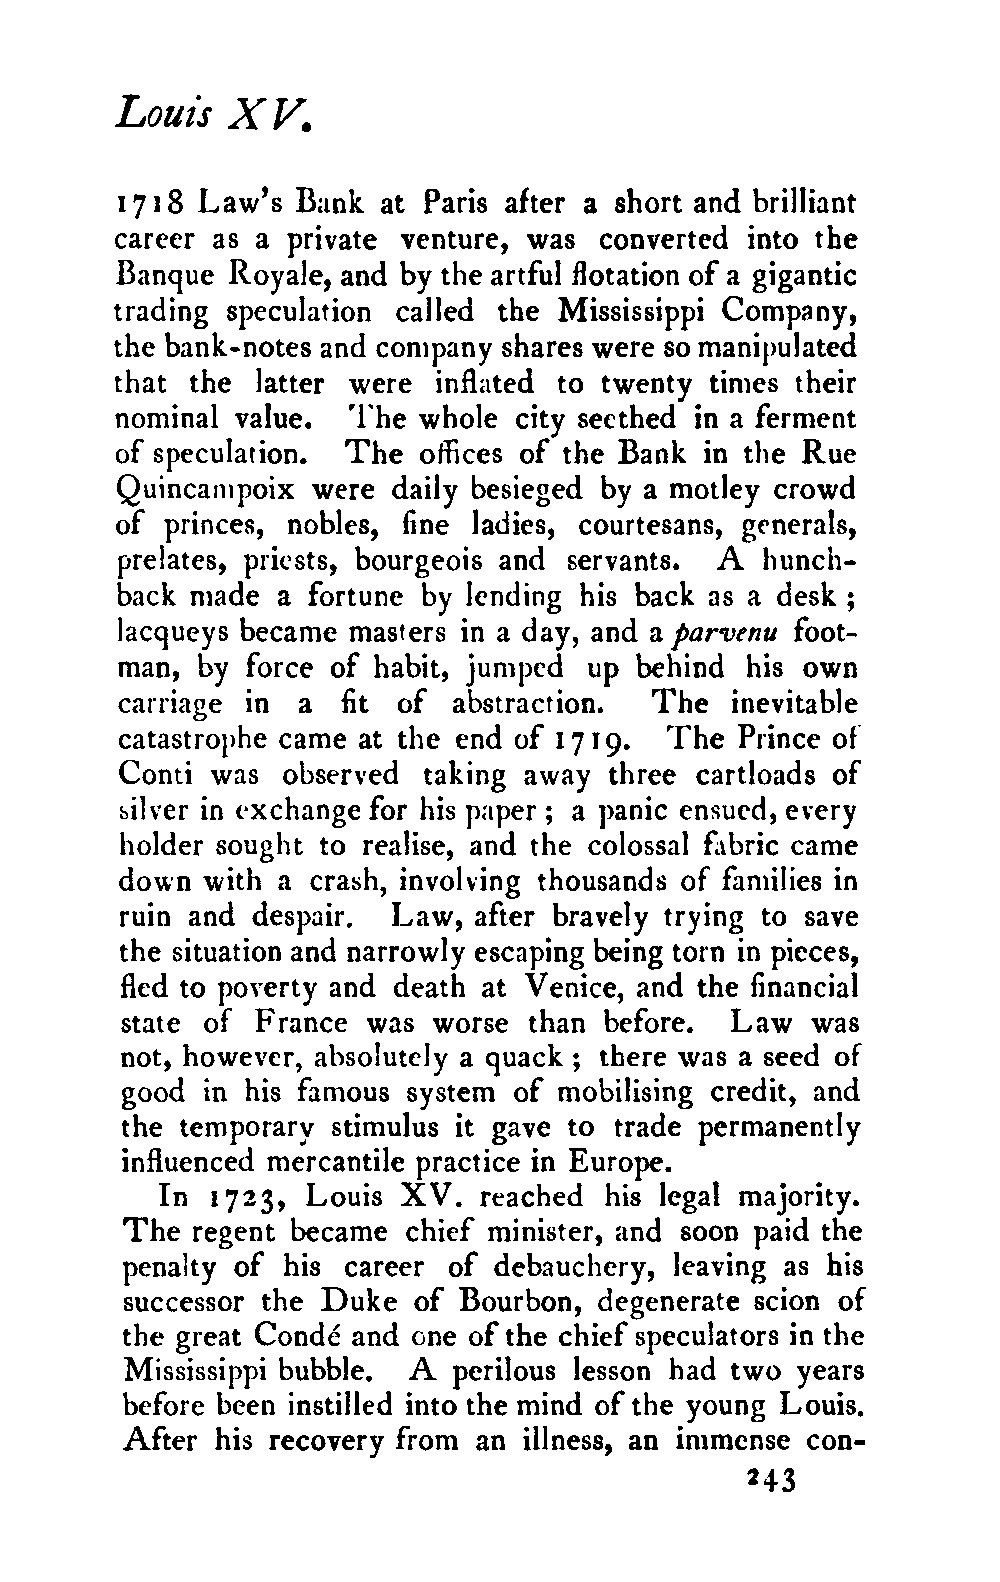 Louis XV.
1718 Law's Bank at Paris after a short and brilliant
career as a private venture, was converted into the
Banque Royale, and by the artful flotation of a gigantic
trading speculation called the Mississippi Company,
the bank-notes and company shares were so manipulated
that the latter were inflated to twenty times their
nominal value. The whole city seethed in a ferment
of speculation. The offices of the Bank in the Rue
Quincampoix were daily besieged by a motley crowd
of princes, nobles, fine ladies, courtesans, generals,
prelates, priests, bourgeois and servants. A hunch-
back made a fortune by lending his back as a desk ;
lacqueys became masters in a day, and a parvenu foot-
man, by force of habit, jumped up behind his own
carriage in a fit of abstraction. The inevitable
catastrophe came at the end of 1719. The Prince of
Conti was observed taking away three cartloads of
silver in exchange for his paper ; a panic ensued, every
holder sought to realise, and the colossal fabric came
down with a crash, involving thousands of families in
ruin and despair. Law, after bravely trying to save
the situation and narrowly escaping being torn in pieces,
fled to poverty and death at Venice, and the financial
state of France was worse than before. Law was
not, however, absolutely a quack ; there was a seed of
good in his famous system of mobilising credit, and
the temporary stimulus it gave to trade permanently
influenced mercantile practice in Europe.
In 1723, Louis XV. reached his legal majority.
The regent became chief minister, and soon paid the
penalty of his career of debauchery, leaving as his
successor the Duke of Bourbon, degenerate scion of
the great Condé and one of the chief speculators in the
Mississippi bubble. A perilous lesson had two years
before been instilled into the mind of the young Louis.
After his recovery from an illness, an immense con-
243